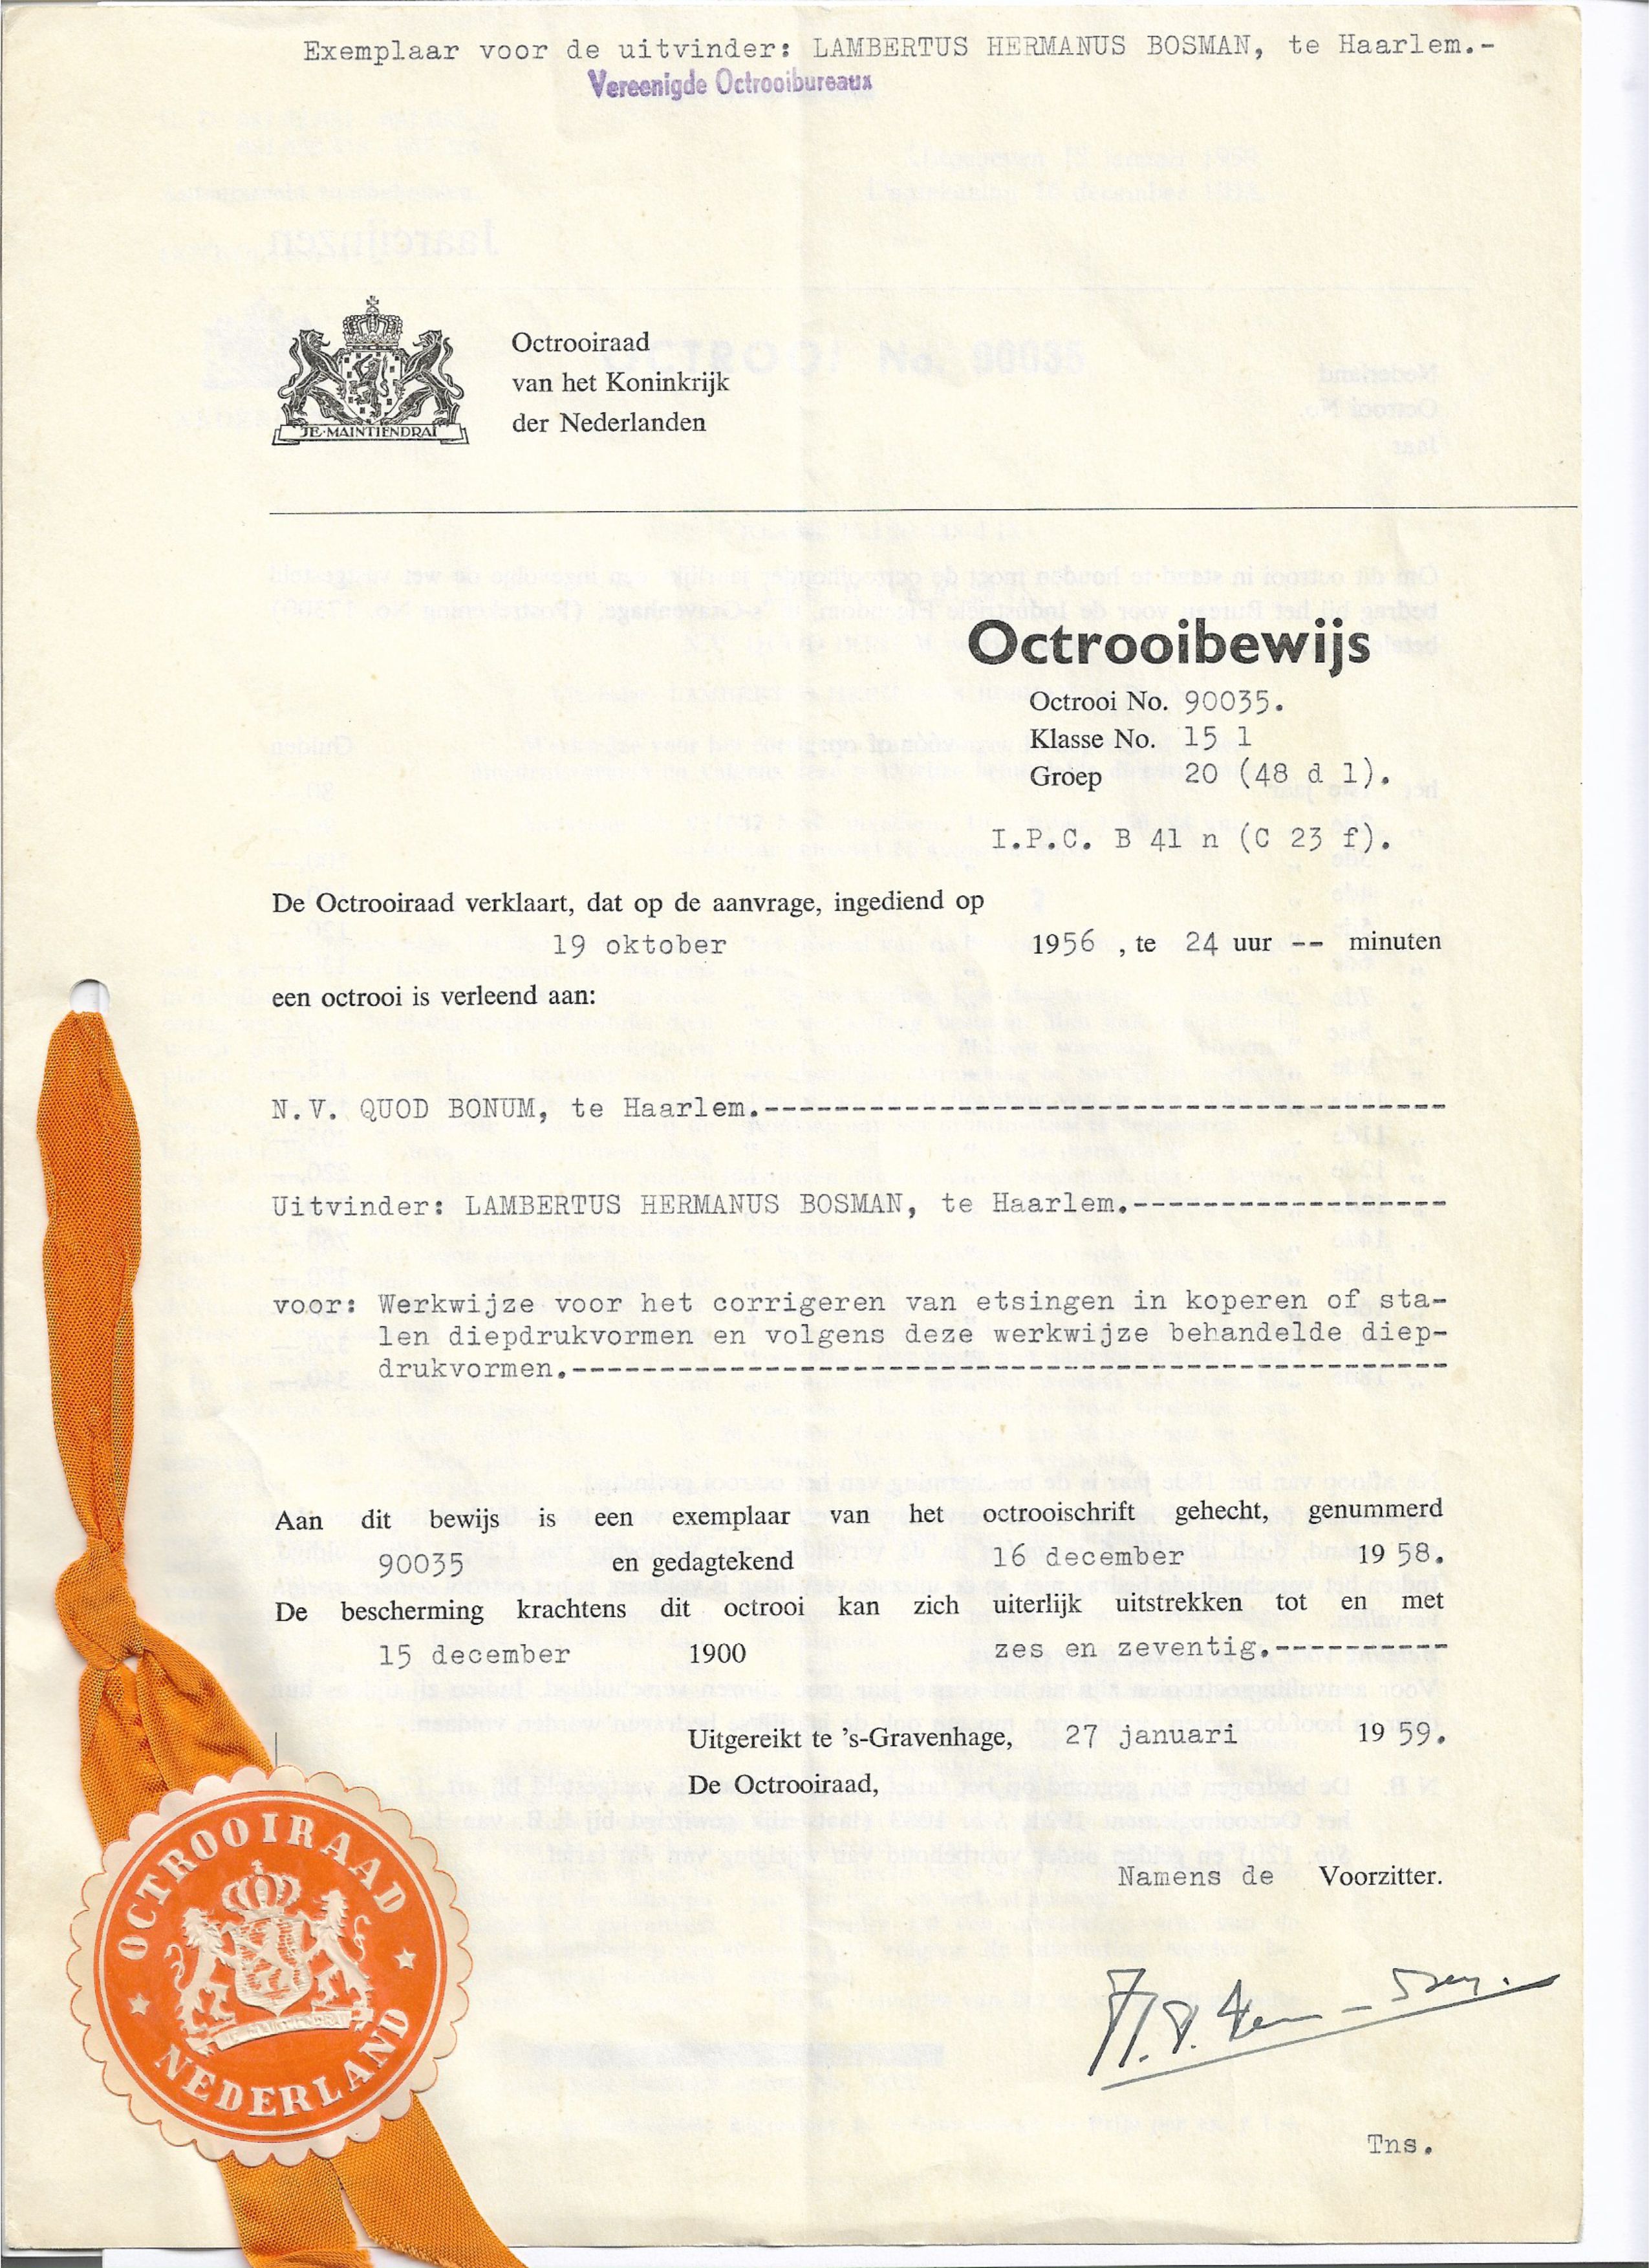 Exemplaar voor de uitvinder: LAMBERTUS HERMANUS BOSMAN, te Haarlem.-
Vereenigde Octrooibureaux
Octrooiraad
van het Koninkrijk
der Nederlanden
JE·MAINTIENDRAI
Octrooibewijs
Octrooi No. 90035.
Klasse No. 15 l
Groep 20 (48 d 1).
I.P.C. B 41 n (C 23 f).
De Octrooiraad verklaart, dat op de aanvrage, ingediend op
19 oktober 1956 , te 24 uur -- minuten
een octrooi is verleend aan:
N.V. QUOD BONUM, te Haarlem.---------------------------------------
Uitvinder: LAMBERTUS HERMANUS BOSMAN, te Haarlem.------------------
voor: Werkwijze voor het corrigeren van etsingen in koperen of sta-
len diepdrukvormen en volgens deze werkwijze behandelde diep-
drukvormen.--------------------------------------------------
Aan dit bewijs is een exemplaar van het octrooischrift gehecht, genummerd
90035 en gedagtekend 16 december 19 58.
De bescherming krachtens dit octrooi kan zich uiterlijk uitstrekken tot en met
15 december 1900 zes en zeventig.----------
Uitgereikt te 's-Gravenhage, 27 januari 19 59.
De Octrooiraad,
Namens de Voorzitter.
OCTROOIRAAD
NEDERLAND
Tns.